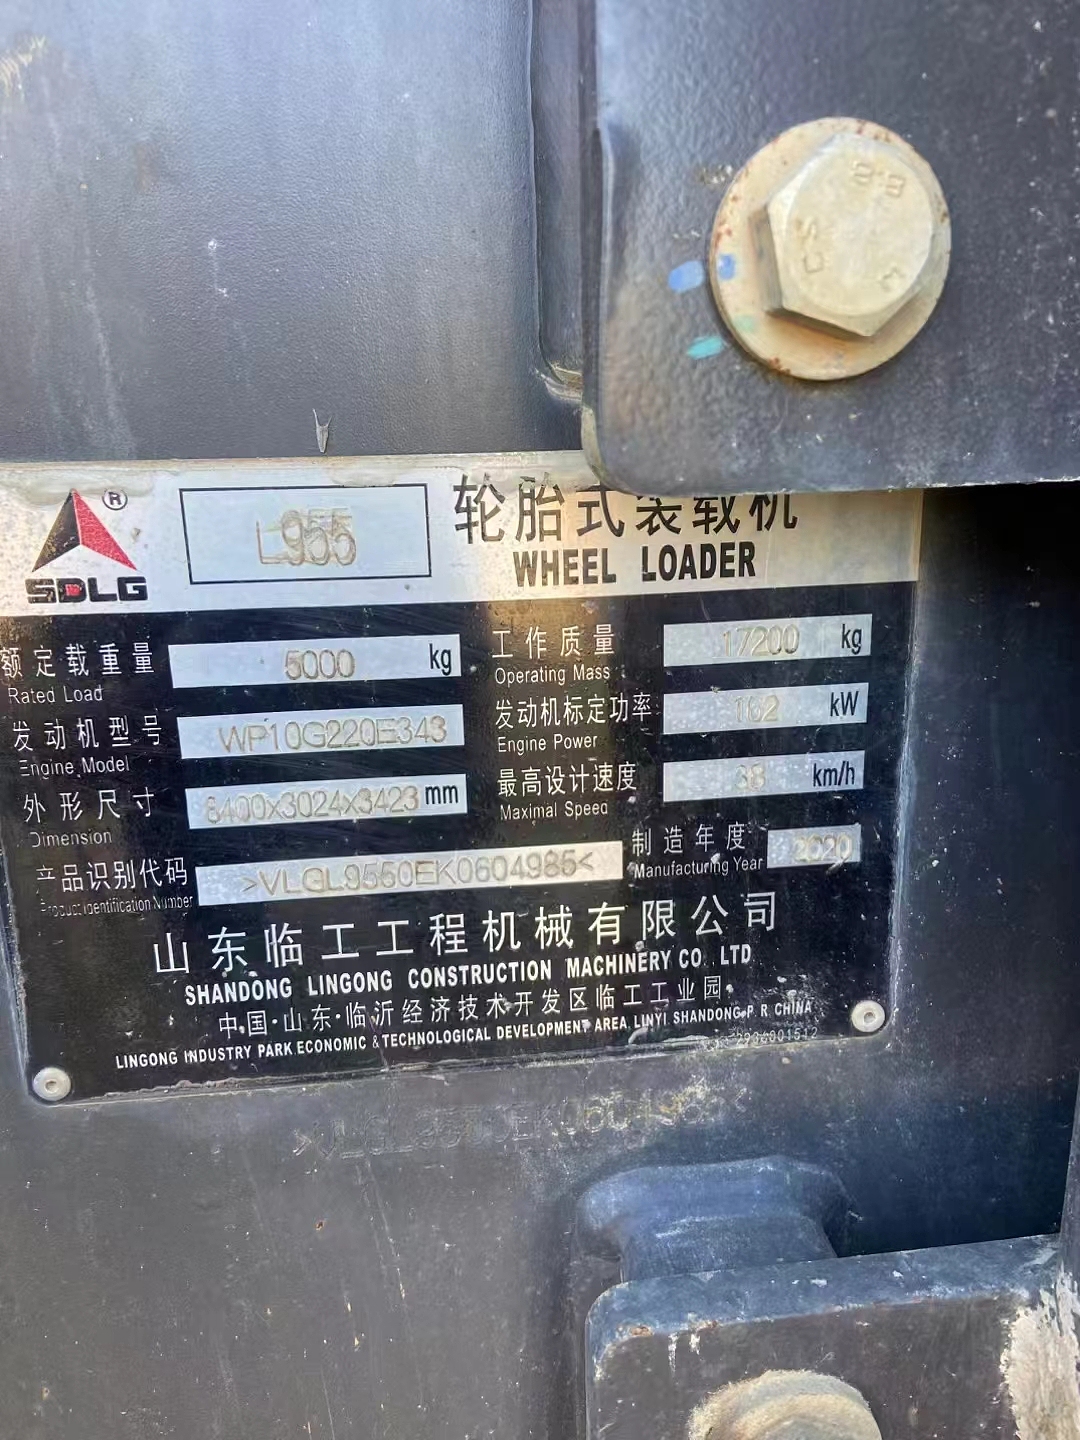 8.8
CS
®
SDLG
L955
轮胎式装载机
WHEEL LOADER
额定载重量 5000 kg
Rated Load
工作质量 17200 kg
Operating Mass
发动机型号 WP10G220E343
Engine Model
发动机标定功率 162 kW
Engine Power
外形尺寸 8400x3024x3423 mm
Dimension
最高设计速度 38 km/h
Maximal Speed
产品识别代码 >VLGL9550EK0604985<
Product Identification Number
制造年度 2020
Manufacturing Year
山东临工工程机械有限公司
SHANDONG LINGONG CONSTRUCTION MACHINERY CO. LTD
中国·山东·临沂经济技术开发区临工工业园
LINGONG INDUSTRY PARK.ECONOMIC & TECHNOLOGICAL DEVELOPMENT AREA LINYI SHANDONG P R CHINA